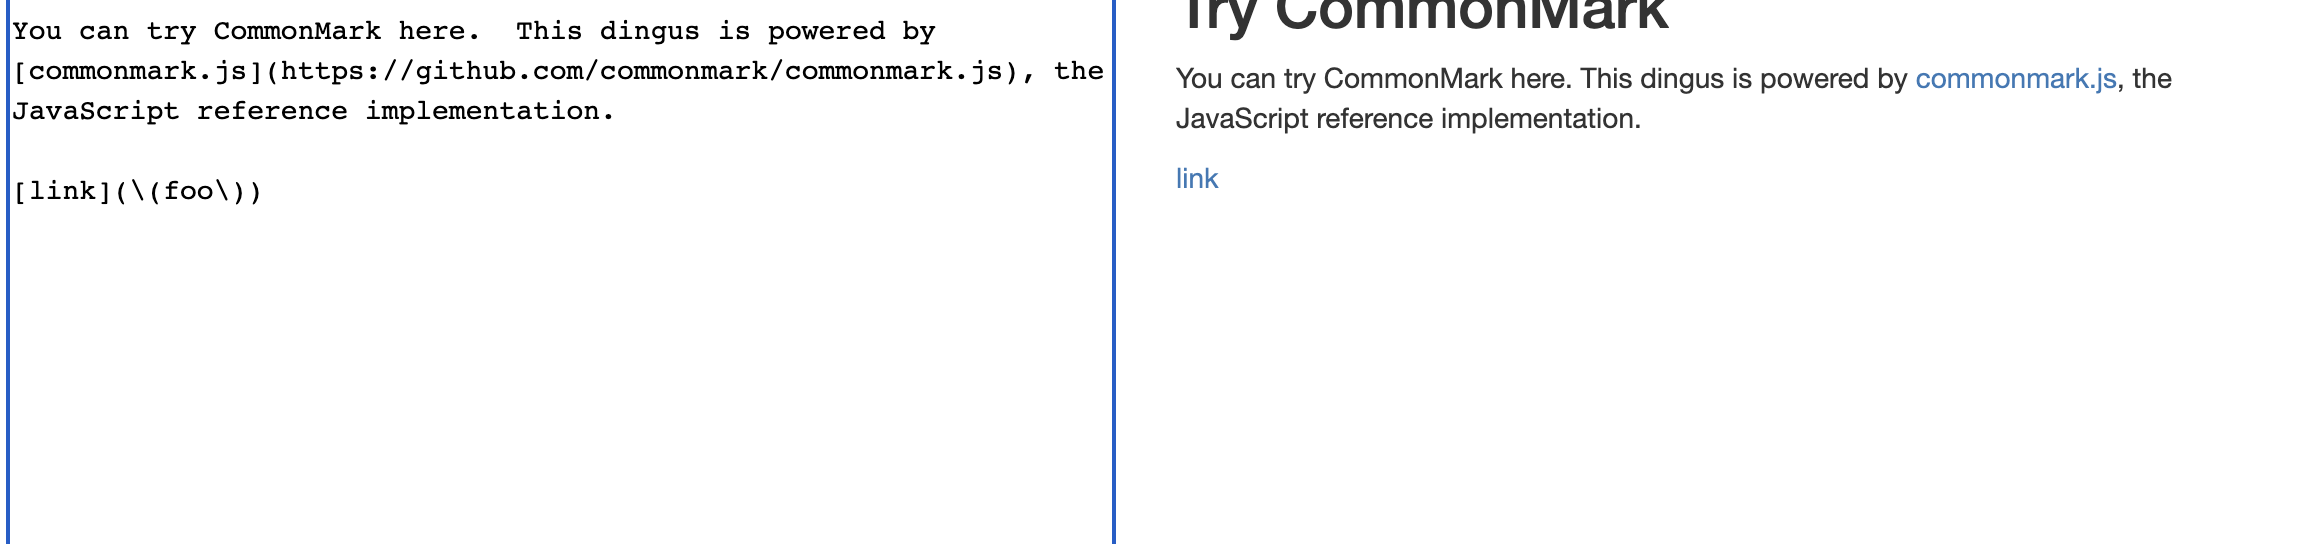 You can try CommonMark here.  This dingus is powered by
[commonmark.js](https://github.com/commonmark/commonmark.js), the
JavaScript reference implementation.
[link](\(foo\))
Try CommonMark
You can try CommonMark here. This dingus is powered by commonmark.js, the
JavaScript reference implementation.
link